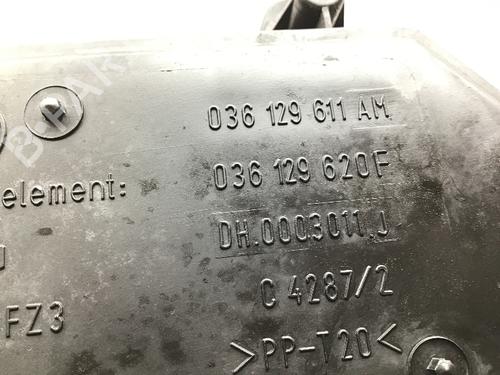 036 129 611 AM
element: 036 129 620F
DH.0003011.J
C 4287/2
FZ3
>PP-T20<